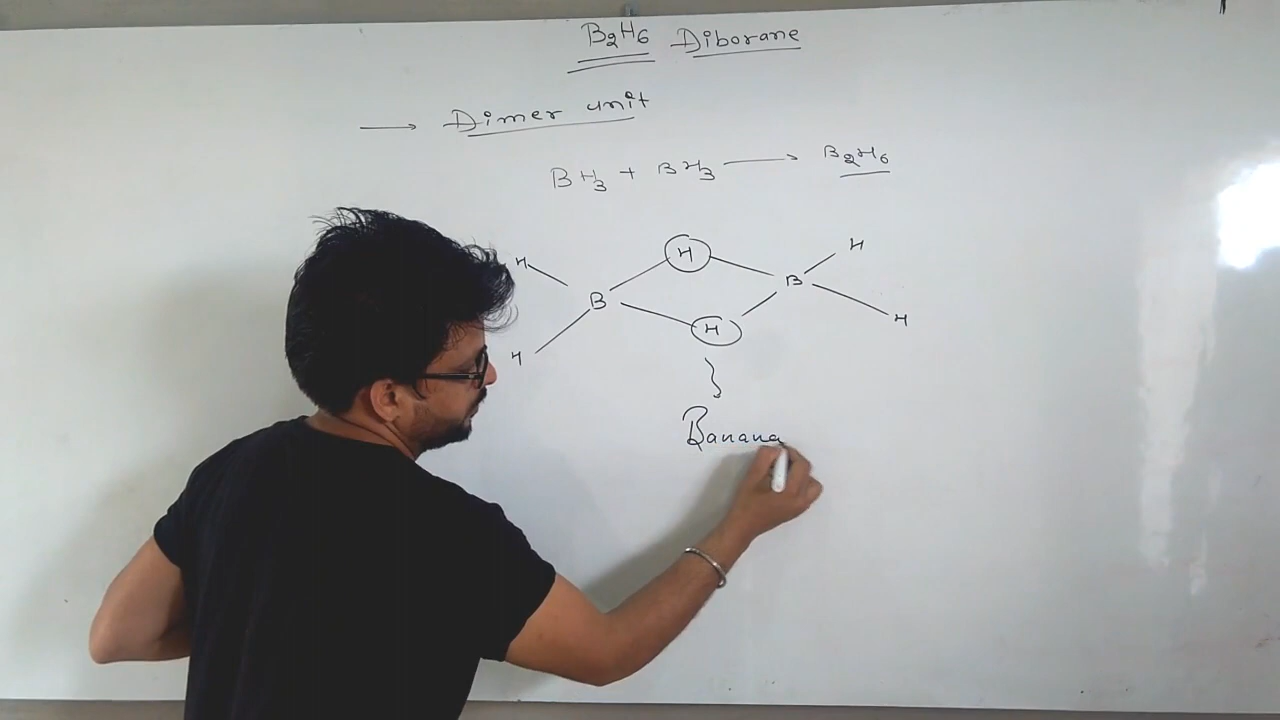 B2H6 Diborane
→ Dimer unit
BH3 + BH3 → B2H6
H H H
B B
H H H
Banana